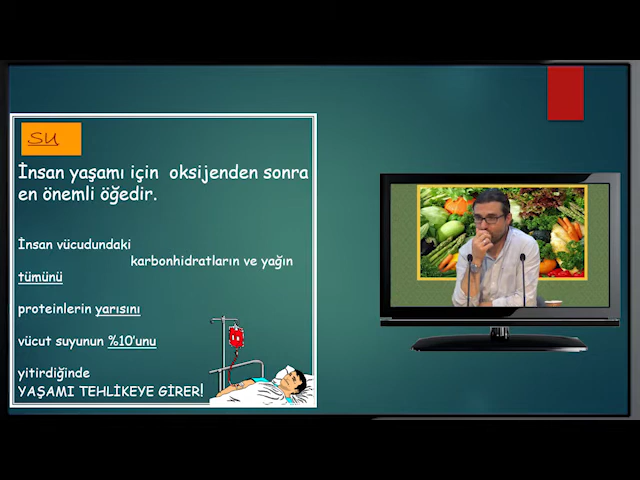 SU
İnsan yaşamı için oksijenden sonra
en önemli öğedir.
İnsan vücudundaki
karbonhidratların ve yağın
tümünü
proteinlerin yarısını
vücut suyunun %10'unu
yitirdiğinde
YAŞAMI TEHLİKEYE GİRER!